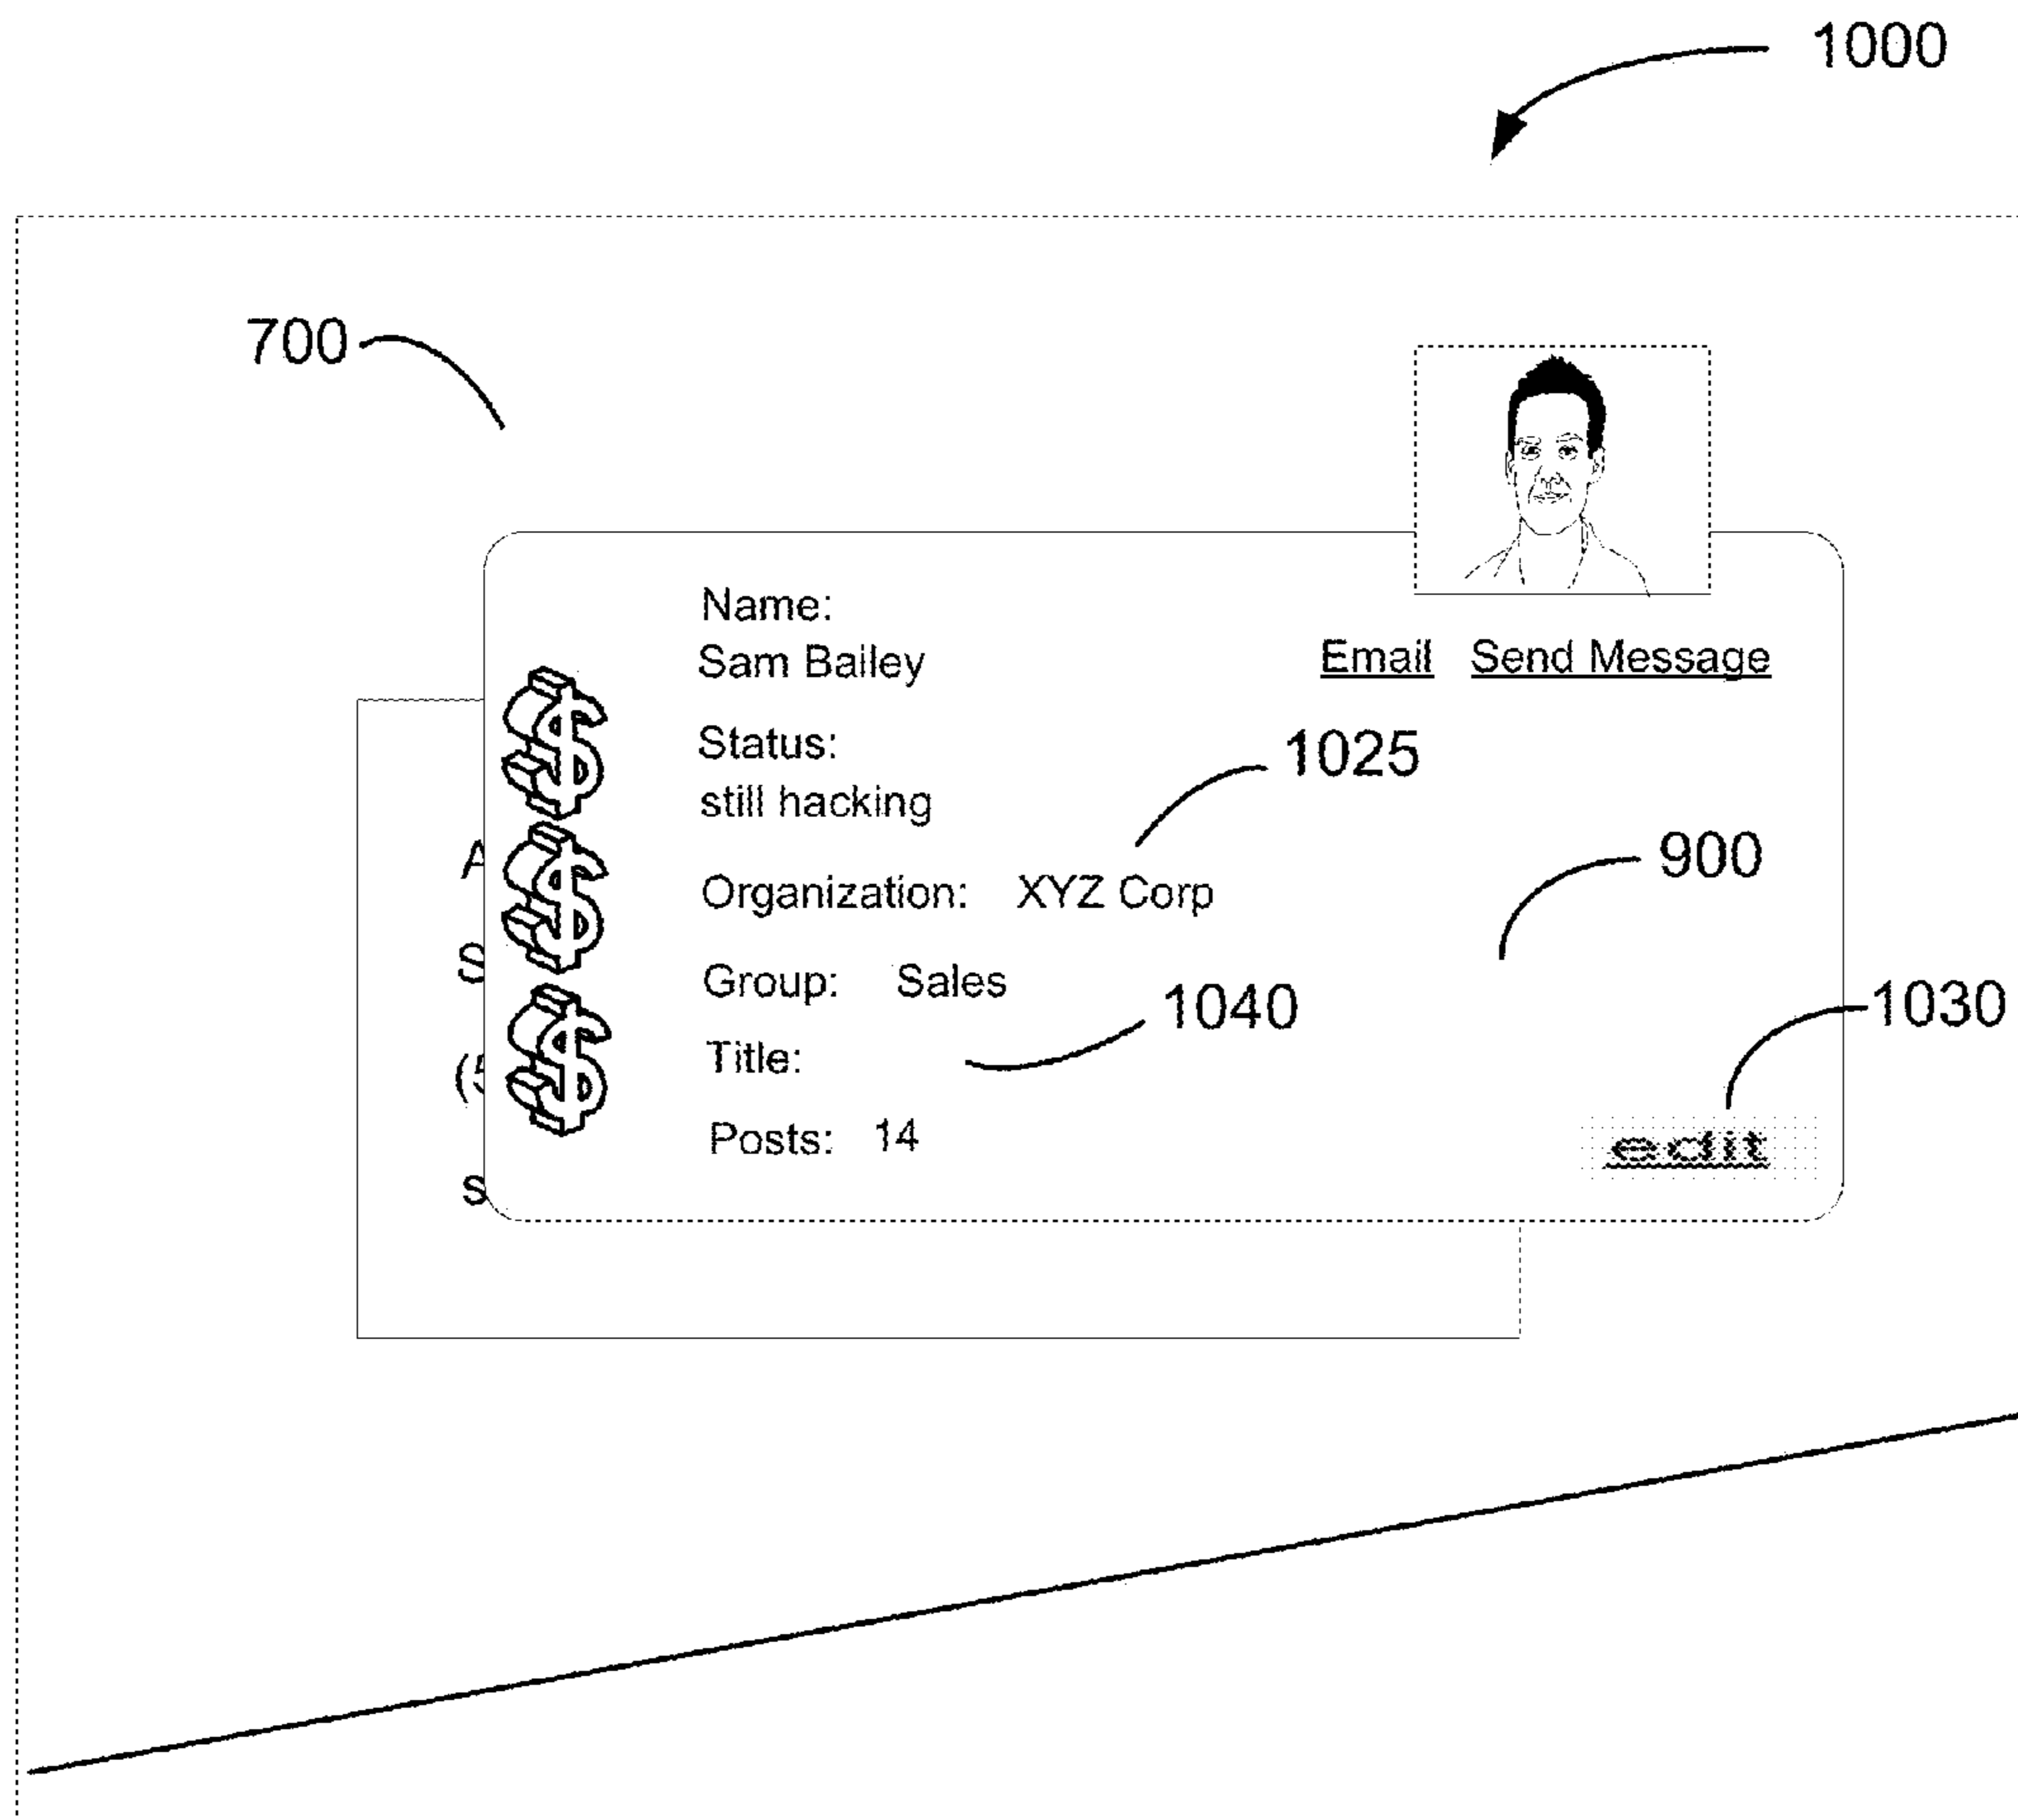 1000
700
Name:
Sam Bailey
Email Send Message
Status:
1025
still hacking
900
A
Organization: XYZ Corp
S
Group: Sales
1040
1030
(5
Title:
Posts: 14
edit
s
$
$
$